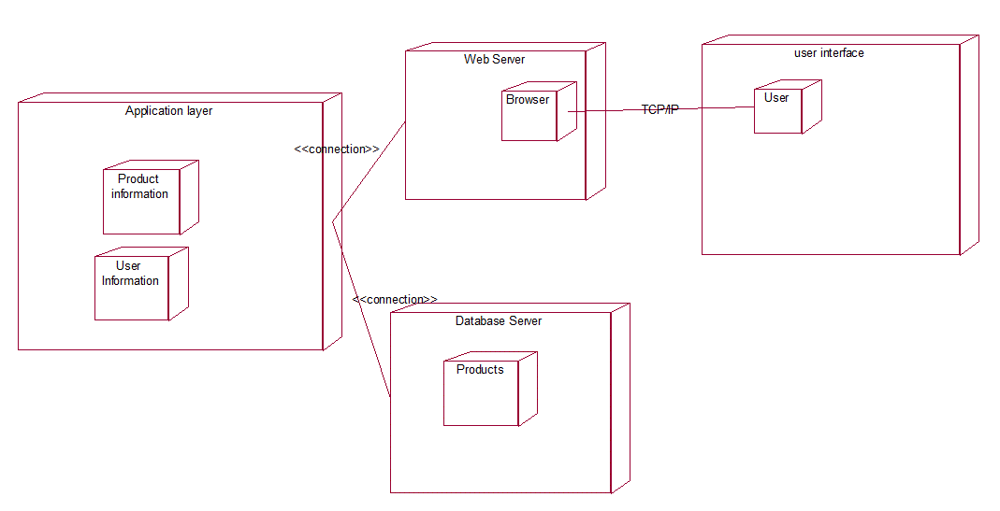 Application layer
Product
information
User
Information
<<connection>>
<<connection>>
Web Server
Browser
TCP/IP
user interface
User
Database Server
Products